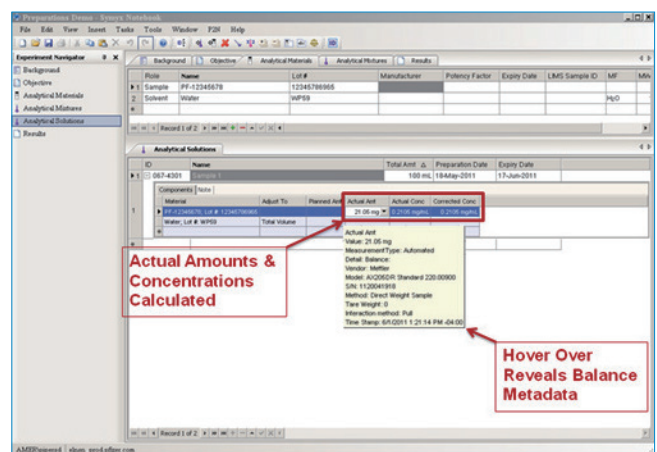 Preparations Demo - Symyx Notebook
File Edit View Insert Tasks Tools Window P2N Help
Experiment Navigator
Background
Objective
Analytical Materials
Analytical Mixtures
Analytical Solutions
Results
Background Objective Analytical Materials Analytical Mixtures Results
Role Name Lot # Manufacturer Potency Factor Expiry Date LIMS Sample ID MF MW
1 Sample PF-12345678 12345786965
2 Solvent Water WP59 H2O
Record 1 of 2
Analytical Solutions
ID Name Total Amt Preparation Date Expiry Date
1 067-4301 Sample 1 100 mL 18-May-2011 17-Jun-2011
Components Note
Material Adjust To Planned Amt Actual Amt Actual Conc Corrected Conc
1 PF-12345678; Lot #: 12345786965 21.05 mg 0.2105 mg/mL 0.2105 mg/mL
Water; Lot #: WP59 Total Volume
Actual Amt
Value: 21.05 mg
MeasurementType: Automated
Detail: Balance:
Vendor: Mettler
Model: AX205DR Standard 220.00900
S/N: 1120041918
Method: Direct Weight Sample
Tare Weight: 0
Interaction method: Pull
Time Stamp: 6/1/2011 1:21:14 PM -04:00
Actual Amounts &
Concentrations
Calculated
Hover Over
Reveals Balance
Metadata
Record 1 of 2